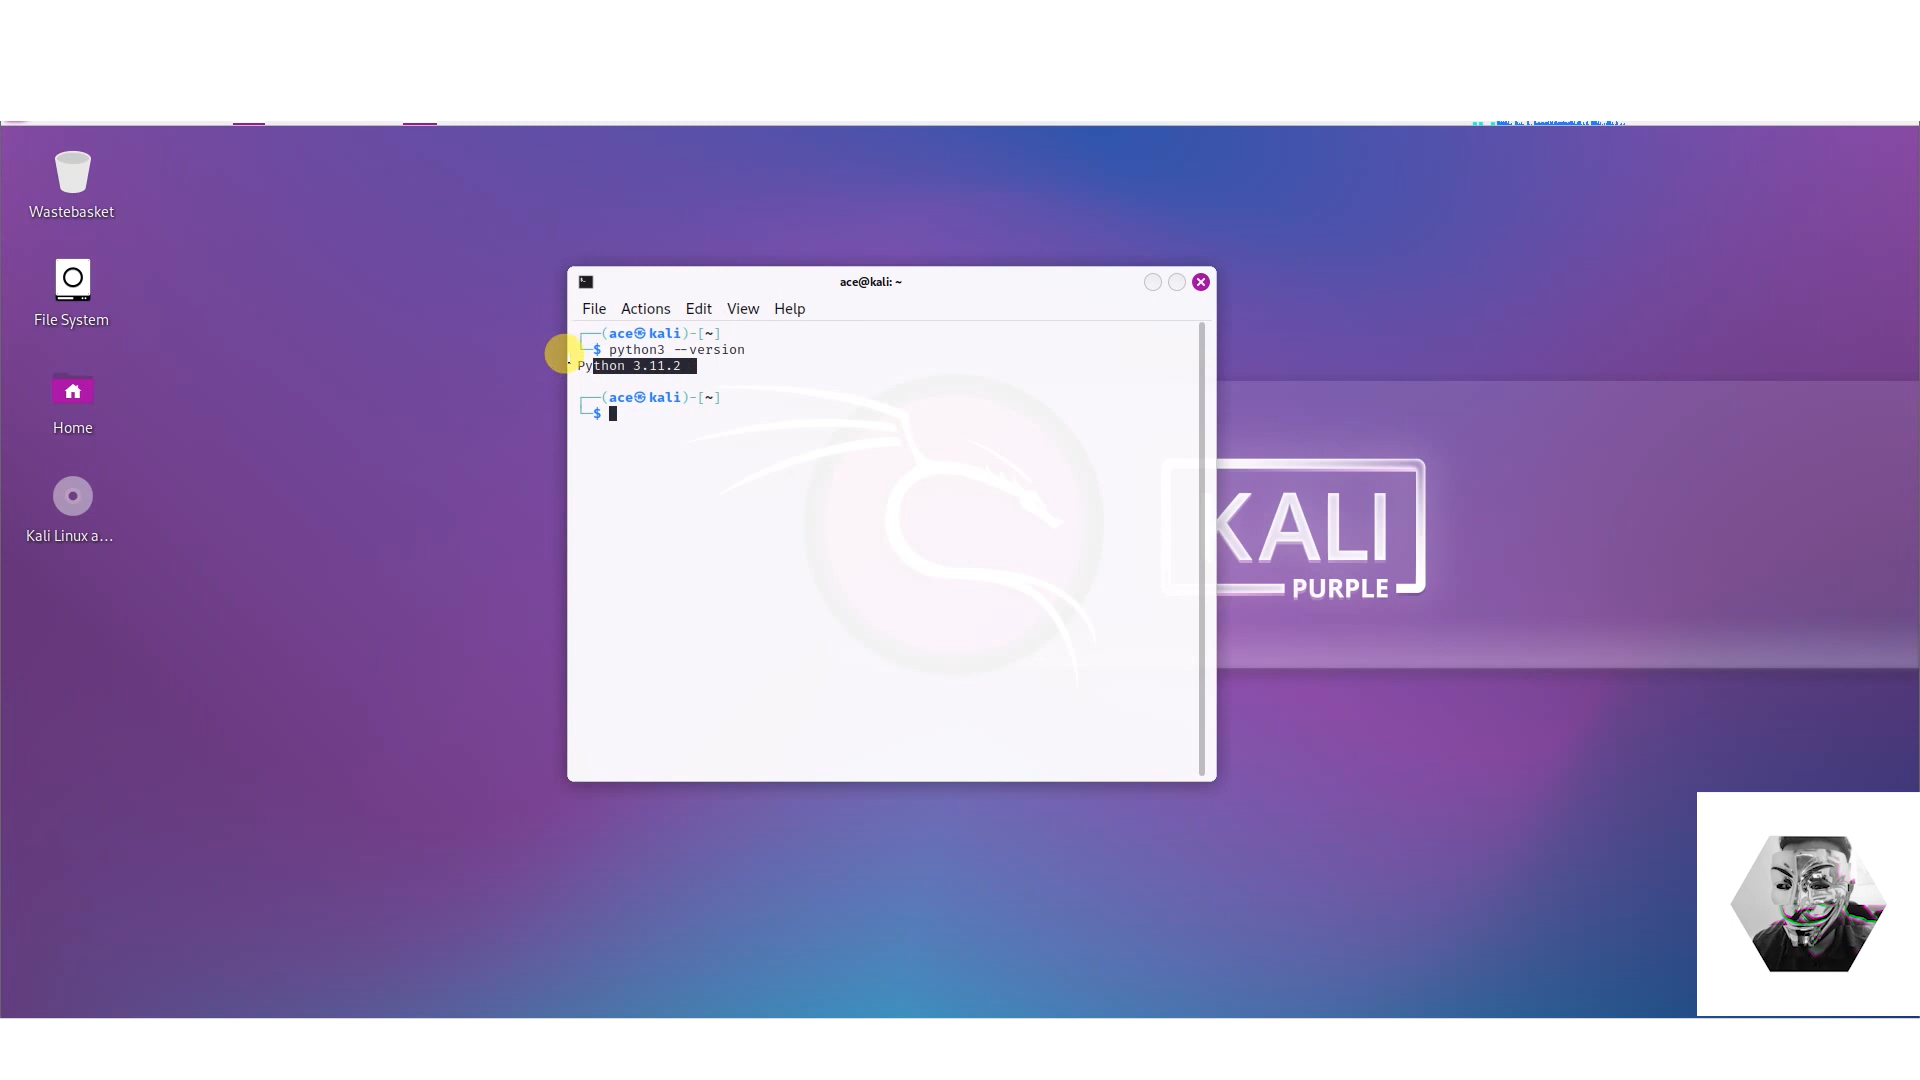 Wastebasket
File System
Home
Kali Linux a...
ace@kali: ~
File Actions Edit View Help
┌──(ace㉿kali)-[~]
└─$ python3 --version
Python 3.11.2
┌──(ace㉿kali)-[~]
└─$
KALI
PURPLE